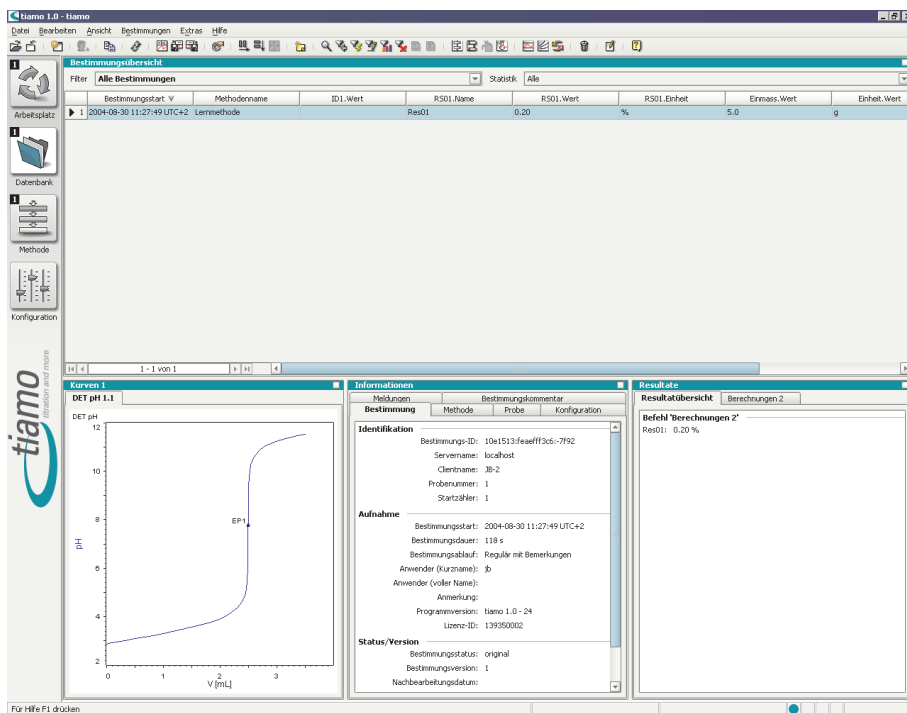 tiamo 1.0 - tiamo
Datei Bearbeiten Ansicht Bestimmungen Extras Hilfe
Bestimmungsübersicht
Filter Alle Bestimmungen Statistik Alle
Bestimmungsstart Methodenname ID1.Wert RS01.Name RS01.Wert RS01.Einheit Einmass.Wert Einheit.Wert
1 2004-08-30 11:27:49 UTC+2 Lernmethode Res01 0.20 % 5.0 g
1
Arbeitsplatz
1
Datenbank
1
Methode
Konfiguration
tiamo
titration and more
1 - 1 von 1
Kurven 1
DET pH 1.1
DET pH
12
10
8
6
4
2
pH
EP1
0 1 2 3
V [mL]
Informationen
Meldungen Bestimmungskommentar
Bestimmung Methode Probe Konfiguration
Identifikation
Bestimmungs-ID: 10e1513:feaefff3c6:-7f92
Servername: localhost
Clientname: JB-2
Probenummer: 1
Startzähler: 1
Aufnahme
Bestimmungsstart: 2004-08-30 11:27:49 UTC+2
Bestimmungsdauer: 118 s
Bestimmungsablauf: Regulär mit Bemerkungen
Anwender (Kurzname): jb
Anwender (voller Name):
Anmerkung:
Programmversion: tiamo 1.0 - 24
Lizenz-ID: 139350002
Status/Version
Bestimmungsstatus: original
Bestimmungsversion: 1
Nachbearbeitungsdatum:
Resultate
Resultatübersicht Berechnungen 2
Befehl 'Berechnungen 2'
Res01: 0.20 %
Für Hilfe F1 drücken